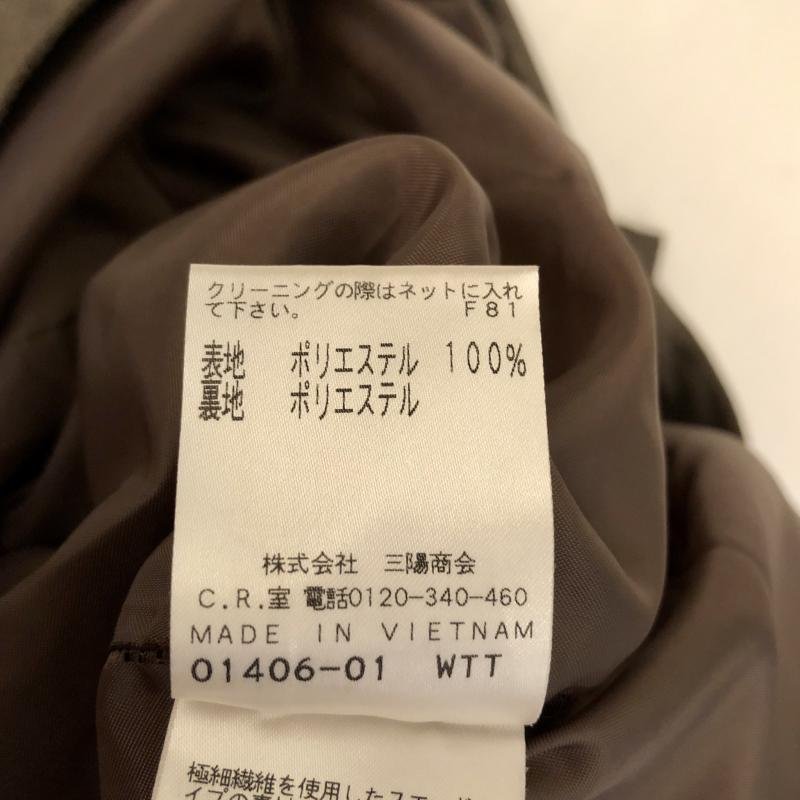 クリーニングの際はネットに入れ
て下さい。 F81
表地 ポリエステル 100%
裏地 ポリエステル
株式会社 三陽商会
C.R.室 電話0120-340-460
MADE IN VIETNAM
01406-01 WTT
極細繊維を使用したスエード